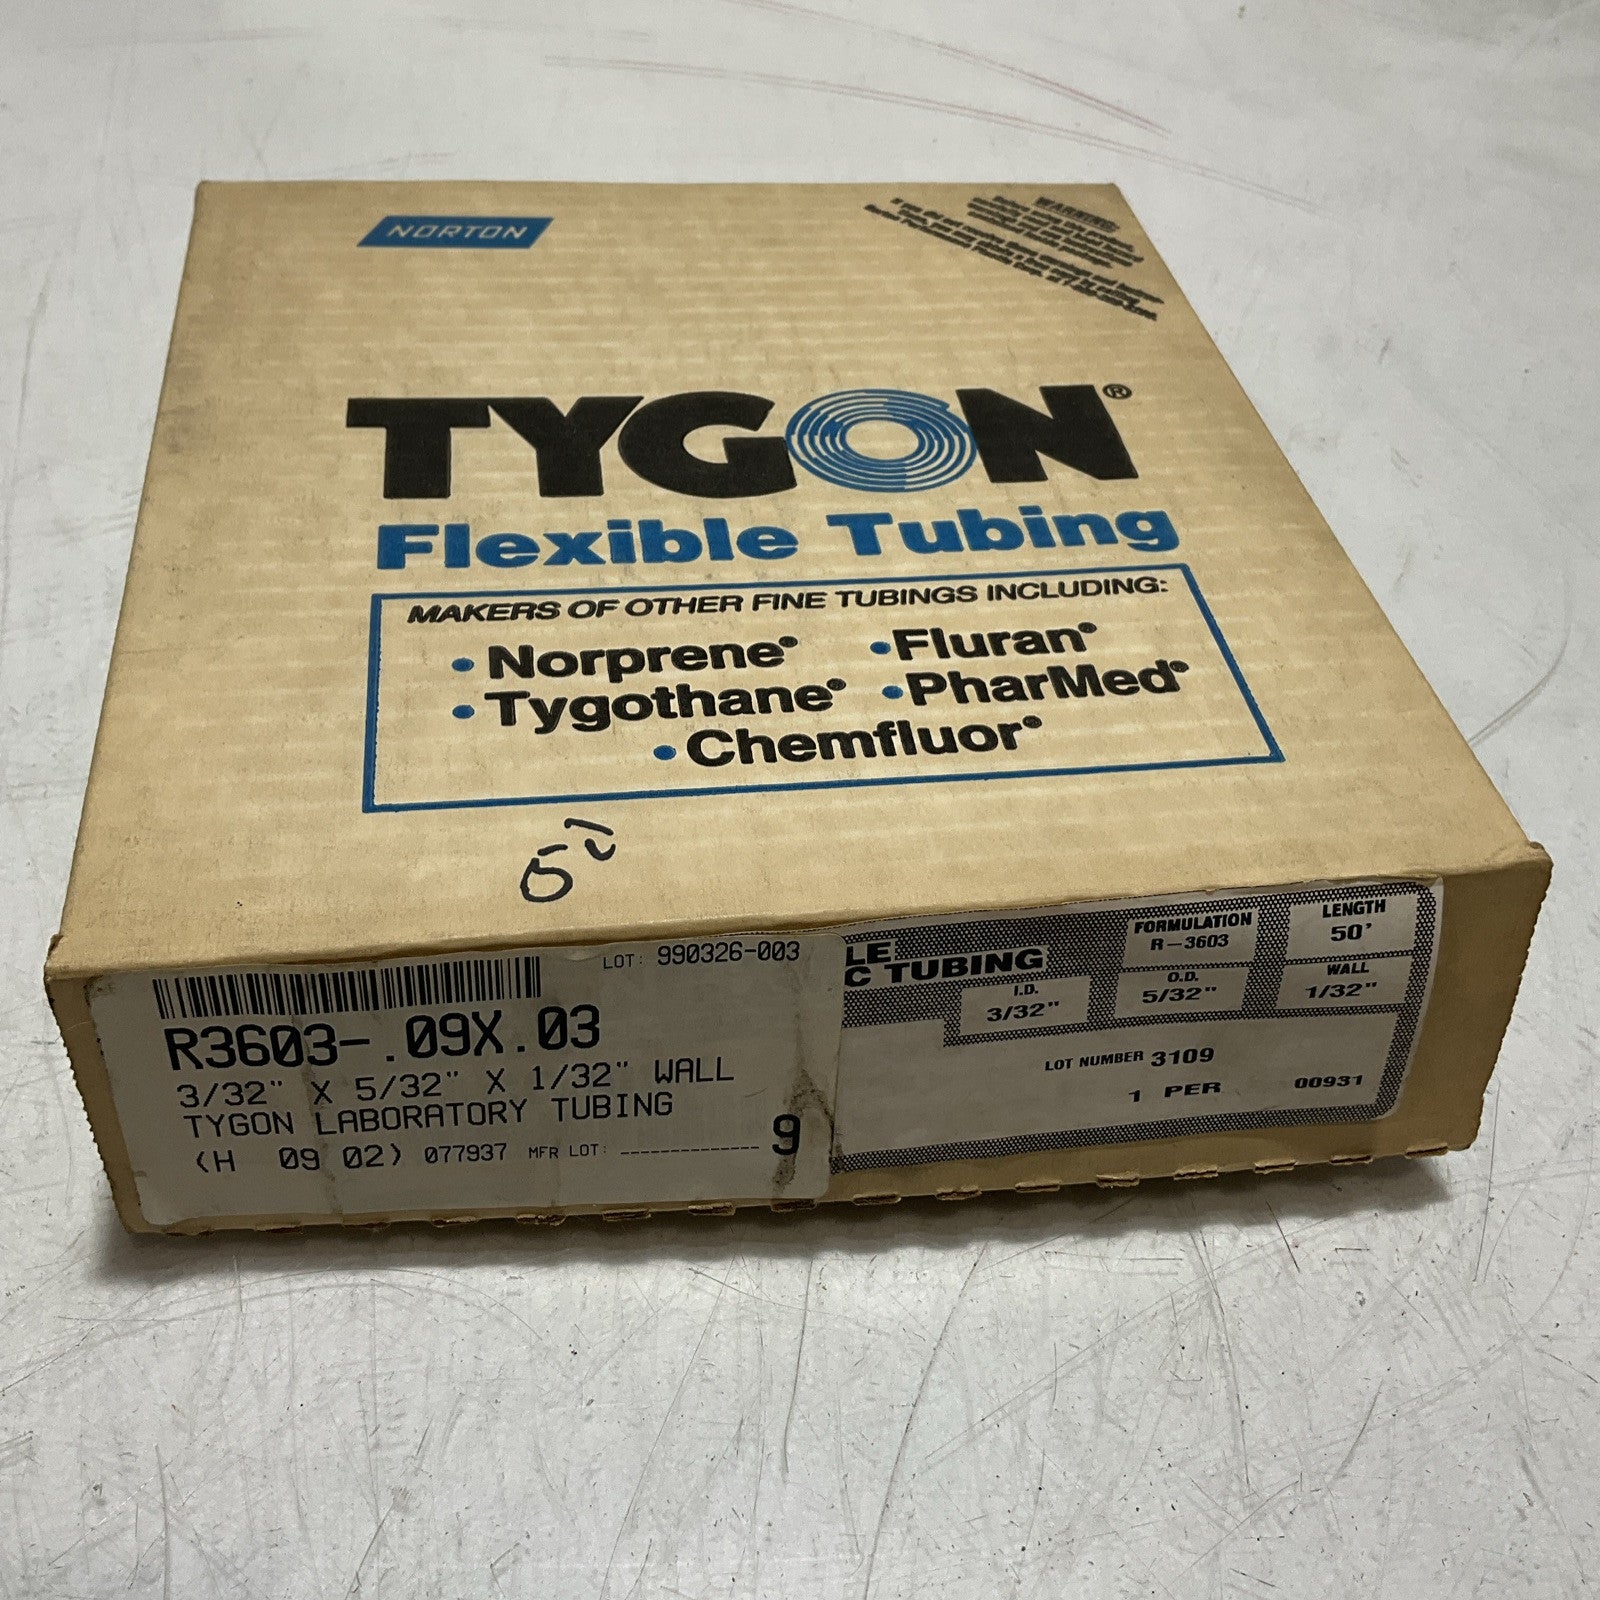 NORTON
WARNING:
TYGON®
Flexible Tubing
MAKERS OF OTHER FINE TUBINGS INCLUDING:
• Norprene® • Fluran®
• Tygothane® • PharMed®
• Chemfluor®
LOT: 990326-003
R3603-.09X.03
3/32" X 5/32" X 1/32" WALL
TYGON LABORATORY TUBING
(H 09 02) 077937 MFR LOT: -------------- 9
LE
C TUBING
FORMULATION
R-3603
LENGTH
50'
I.D.
3/32"
O.D.
5/32"
WALL
1/32"
LOT NUMBER 3109
1 PER 00931